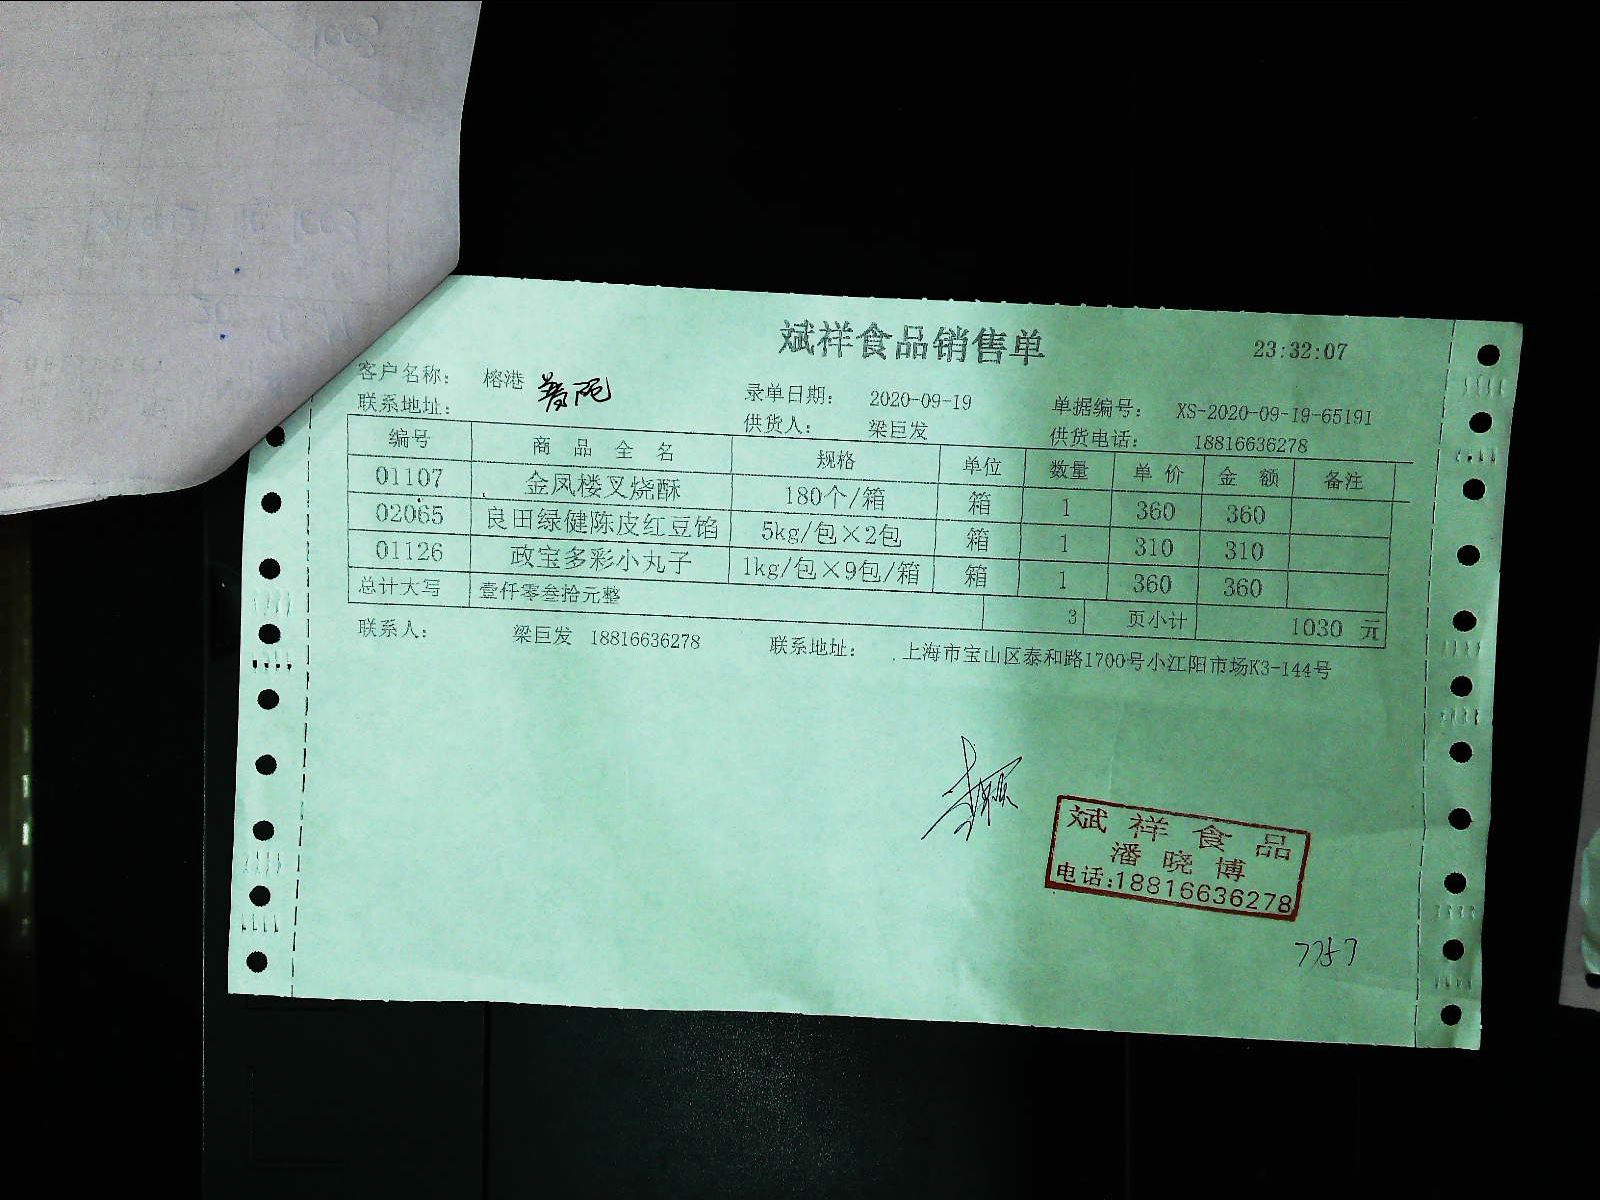 斌祥食品销售单 23:32:07
客户名称: 榕港 普陀 录单日期: 2020-09-19 单据编号: XS-2020-09-19-65191
联系地址: 供货人: 梁巨发 供货电话: 18816636278
编号 商品全名 规格 单位 数量 单价 金额 备注
01107 金凤楼叉烧酥 180个/箱 箱 1 360 360
02065 良田绿健陈皮红豆馅 5kg/包×2包 箱 1 310 310
01126 政宝多彩小丸子 1kg/包×9包/箱 箱 1 360 360
总计大写 壹仟零叁拾元整 3 页小计 1030 元
联系人: 梁巨发 18816636278 联系地址: 上海市宝山区泰和路1700号小江阳市场K3-144号
斌祥食品
潘晓博
电话:18816636278
7757